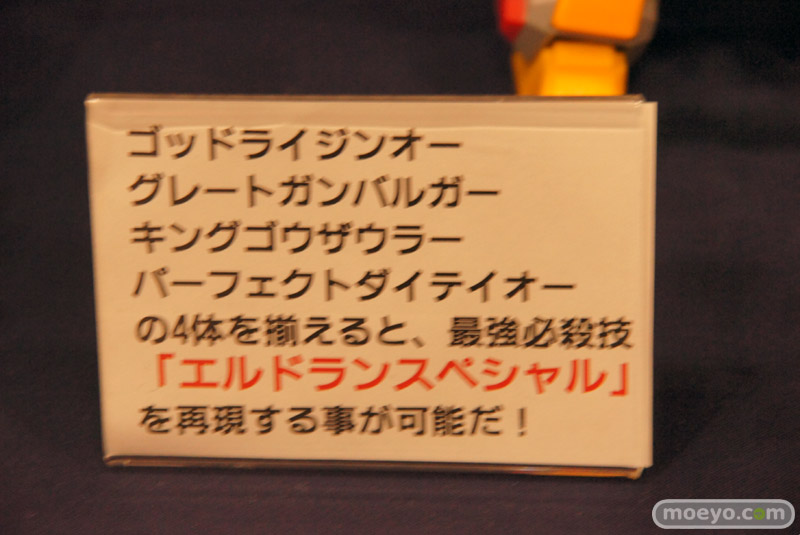 ゴッドライジンオー
グレートガンバルガー
キングゴウザウラー
パーフェクトダイテイオー
の4体を揃えると、最強必殺技
「エルドランスペシャル」
を再現する事が可能だ！
moeyo.com